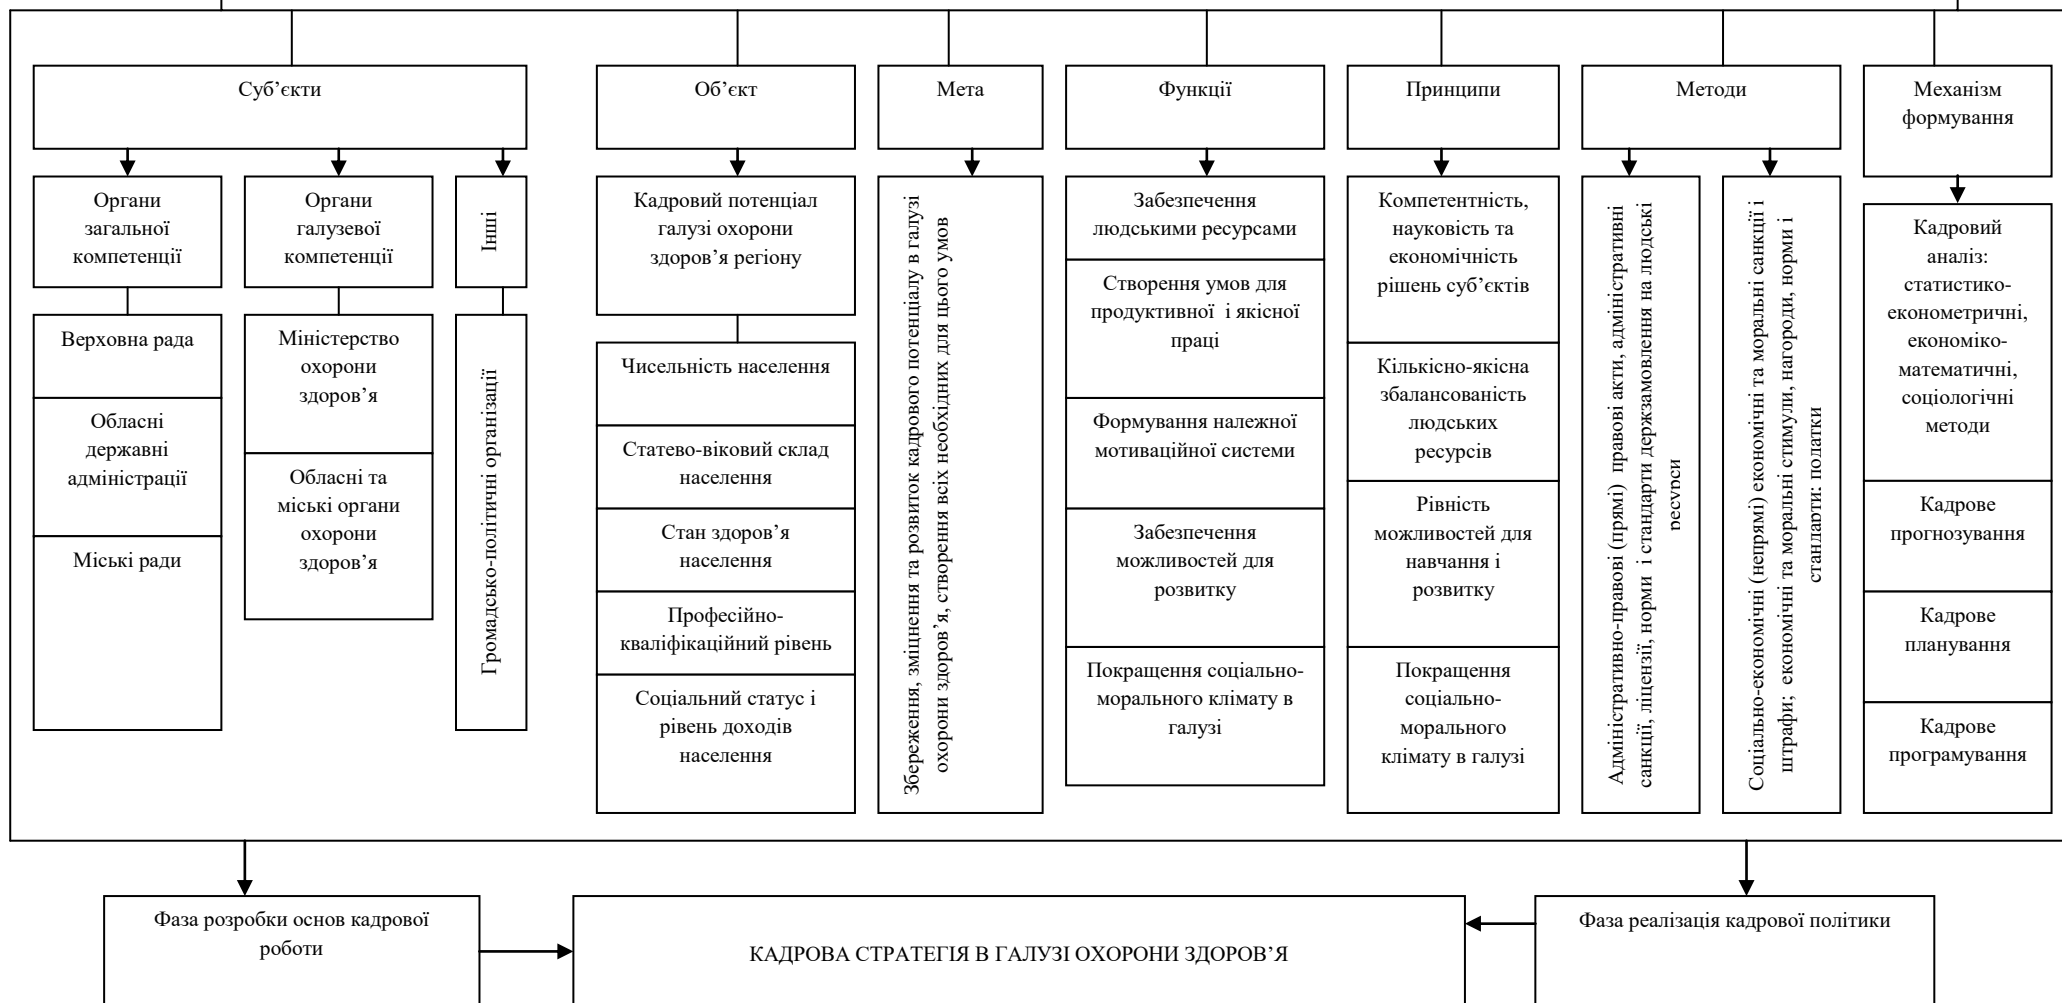 Суб’єкти
Об’єкт
Мета
Функції
Принципи
Методи
Механізм
формування
Органи
загальної
компетенції
Органи
галузевої
компетенції
Інші
Верховна рада
Обласні
державні
адміністрації
Міські ради
Міністерство
охорони
здоров’я
Обласні та
міські органи
охорони
здоров’я
Громадсько-політичні організації
Кадровий потенціал
галузі охорони
здоров’я регіону
Чисельність населення
Статево-віковий склад
населення
Стан здоров’я
населення
Професійно-
кваліфікаційний рівень
Соціальний статус і
рівень доходів
населення
Збереження, зміцнення та розвиток кадрового потенціалу в галузі
охорони здоров’я, створення всіх необхідних для цього умов
Забезпечення
людськими ресурсами
Створення умов для
продуктивної і якісної
праці
Формування належної
мотиваційної системи
Забезпечення
можливостей для
розвитку
Покращення соціально-
морального клімату в
галузі
Компетентність,
науковість та
економічність
рішень суб’єктів
Кількісно-якісна
збалансованість
людських
ресурсів
Рівність
можливостей для
навчання і
розвитку
Покращення
соціально-
морального
клімату в галузі
Адміністративно-правові (прямі) правові акти, адміністративні
санкції, ліцензії, норми і стандарти держзамовлення на людські
ресурси
Соціально-економічні (непрямі) економічні та моральні санкції і
штрафи; економічні та моральні стимули, нагороди, норми і
стандарти; податки
Кадровий
аналіз:
статистико-
економетричні,
економіко-
математичні,
соціологічні
методи
Кадрове
прогнозування
Кадрове
планування
Кадрове
програмування
Фаза розробки основ кадрової
роботи
КАДРОВА СТРАТЕГІЯ В ГАЛУЗІ ОХОРОНИ ЗДОРОВ’Я
Фаза реалізація кадрової політики